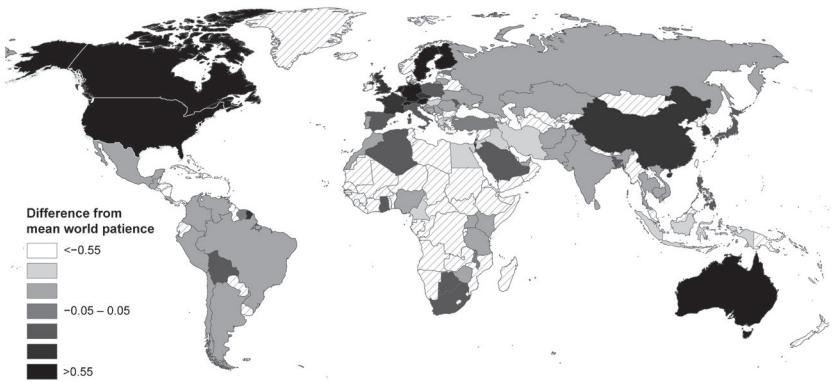 Difference from
mean world patience
<−0.55
−0.05 – 0.05
>0.55